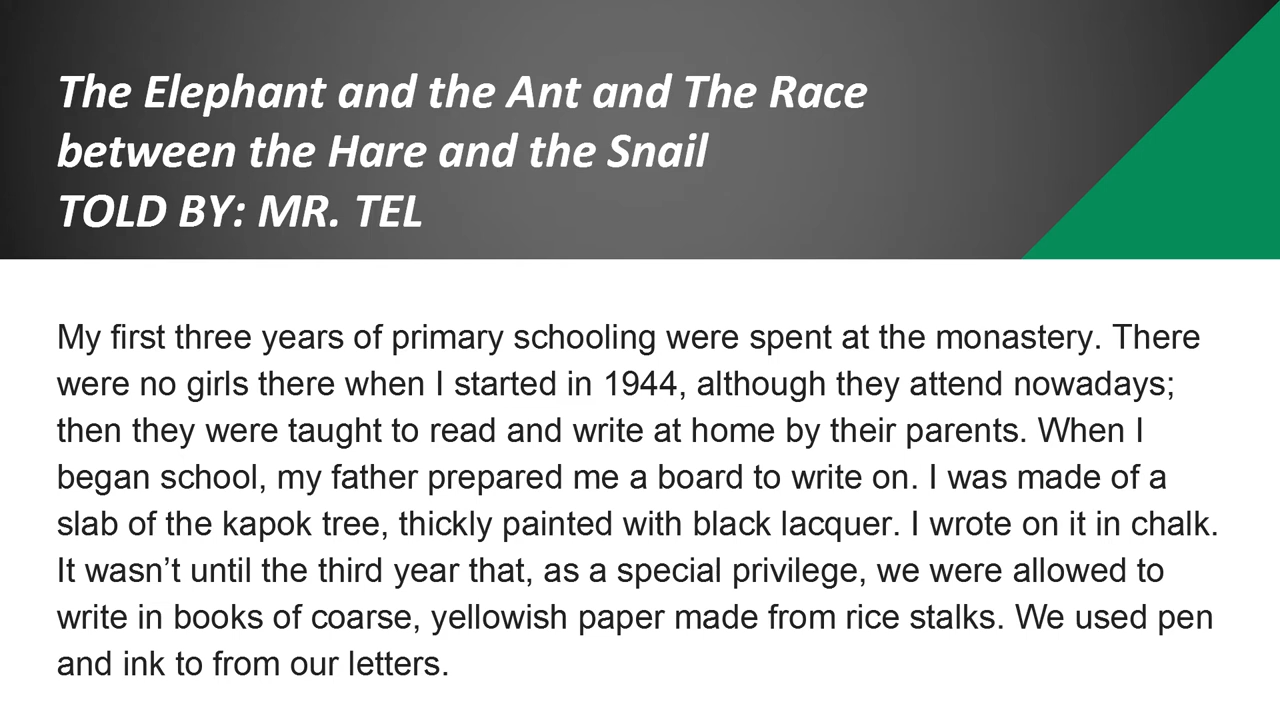 The Elephant and the Ant and The Race
between the Hare and the Snail
TOLD BY: MR. TEL
My first three years of primary schooling were spent at the monastery. There
were no girls there when I started in 1944, although they attend nowadays;
then they were taught to read and write at home by their parents. When I
began school, my father prepared me a board to write on. I was made of a
slab of the kapok tree, thickly painted with black lacquer. I wrote on it in chalk.
It wasn’t until the third year that, as a special privilege, we were allowed to
write in books of coarse, yellowish paper made from rice stalks. We used pen
and ink to from our letters.